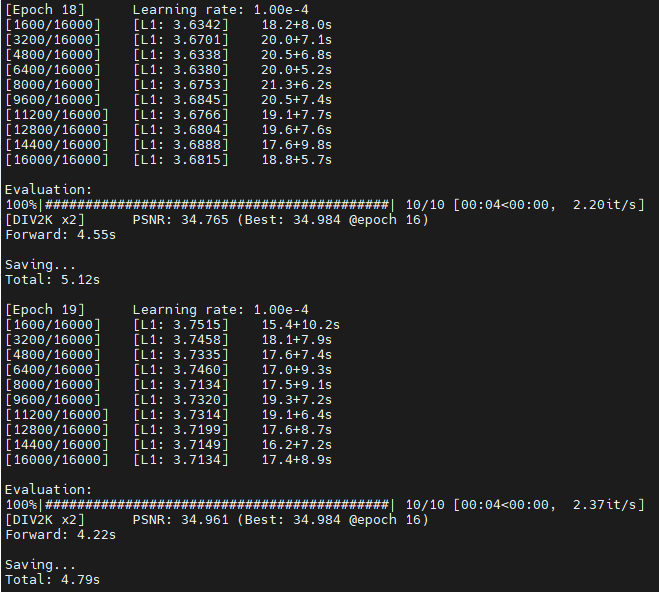 [Epoch 18]      Learning rate: 1.00e-4
[1600/16000]    [L1: 3.6342]    18.2+8.0s
[3200/16000]    [L1: 3.6701]    20.0+7.1s
[4800/16000]    [L1: 3.6338]    20.5+6.8s
[6400/16000]    [L1: 3.6380]    20.0+5.2s
[8000/16000]    [L1: 3.6753]    21.3+6.2s
[9600/16000]    [L1: 3.6845]    20.5+7.4s
[11200/16000]   [L1: 3.6766]    19.1+7.7s
[12800/16000]   [L1: 3.6804]    19.6+7.6s
[14400/16000]   [L1: 3.6888]    17.6+9.8s
[16000/16000]   [L1: 3.6815]    18.8+5.7s

Evaluation:
100%|###########################################| 10/10 [00:04<00:00,  2.20it/s]
[DIV2K x2]      PSNR: 34.765 (Best: 34.984 @epoch 16)
Forward: 4.55s

Saving...
Total: 5.12s

[Epoch 19]      Learning rate: 1.00e-4
[1600/16000]    [L1: 3.7515]    15.4+10.2s
[3200/16000]    [L1: 3.7458]    18.1+7.9s
[4800/16000]    [L1: 3.7335]    17.6+7.4s
[6400/16000]    [L1: 3.7460]    17.0+9.3s
[8000/16000]    [L1: 3.7134]    17.5+9.1s
[9600/16000]    [L1: 3.7320]    19.3+7.2s
[11200/16000]   [L1: 3.7314]    19.1+6.4s
[12800/16000]   [L1: 3.7199]    17.6+8.7s
[14400/16000]   [L1: 3.7149]    16.2+7.2s
[16000/16000]   [L1: 3.7134]    17.4+8.9s

Evaluation:
100%|###########################################| 10/10 [00:04<00:00,  2.37it/s]
[DIV2K x2]      PSNR: 34.961 (Best: 34.984 @epoch 16)
Forward: 4.22s

Saving...
Total: 4.79s